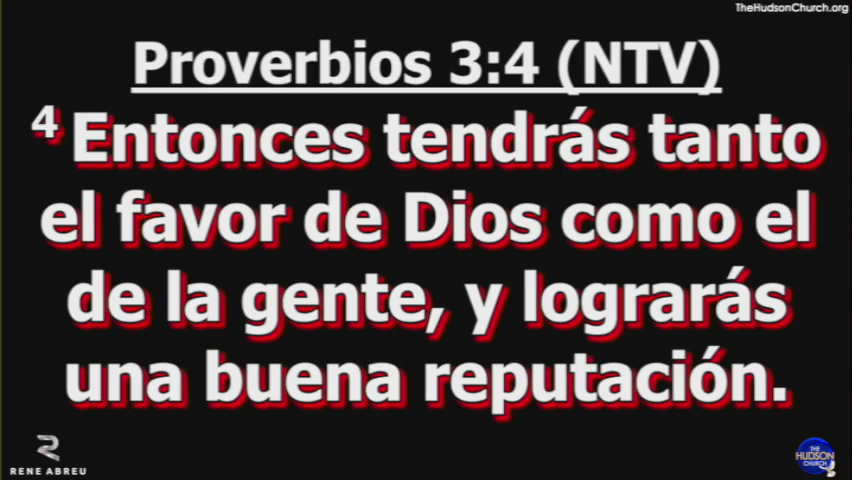 TheHudsonChurch.org
Proverbios 3:4 (NTV)
4 Entonces tendrás tanto
el favor de Dios como el
de la gente, y lograrás
una buena reputación.
RENE ABREU
THE
HUDSON
CHURCH